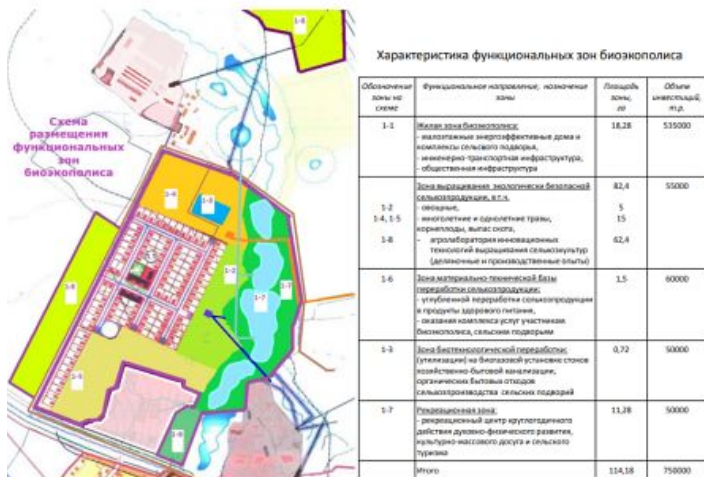 1-8
Схема
размещения
функциональных
зон
биоэкополиса
1-4
1-3
1-2
1-7
1-7
1-8
1-5
Характеристика функциональных зон биоэкополиса
Обозначение зоны на схеме
Функциональное направление, назначение зоны
Площадь зоны, га
Объем инвестиций, т.р.
1-1
Жилая зона биоэкополиса:
18,28
535000
- малоэтажные энергоэффективные дома и
комплексы сельского подворья,
- инженерно-транспортная инфраструктура,
- общественная инфраструктура
Зона выращивания экологически безопасной
82,4
55000
сельхозпродукции, в т.ч.
1-2
- овощные,
5
1-4, 1-5
- многолетние и однолетние травы,
15
корнеплоды, выпас скота,
1-8
- агролаборатория инновационных
62,4
технологий выращивания сельхозкультур
(деляночные и производственные опыты)
1-6
Зона материально-технической базы
1,5
60000
переработки сельхозпродукции:
- углубленной переработки сельхозпродукции
в продукты здорового питания,
- оказания комплекса услуг участникам
биоэкополиса, сельским подворьям
1-3
Зона биотехнологической переработки:
0,72
50000
(утилизации) на биогазовой установке стоков
хозяйственно-бытовой канализации,
органических бытовых отходов
сельхозпроизводства сельских подворий
1-7
Рекреационная зона:
11,28
50000
- рекреационный центр круглогодичного
действия духовно-физического развития,
культурно-массового досуга и сельского
туризма
Итого
114,18
750000